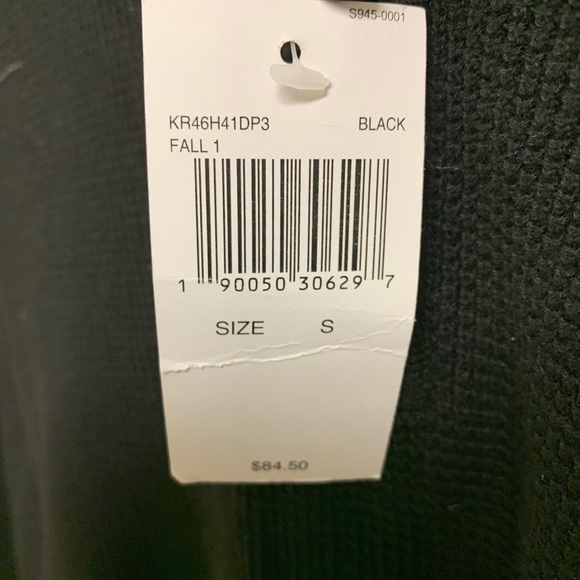 S945-0001
KR46H41DP3 BLACK
FALL 1
1 90050 30629 7
SIZE S
$84.50